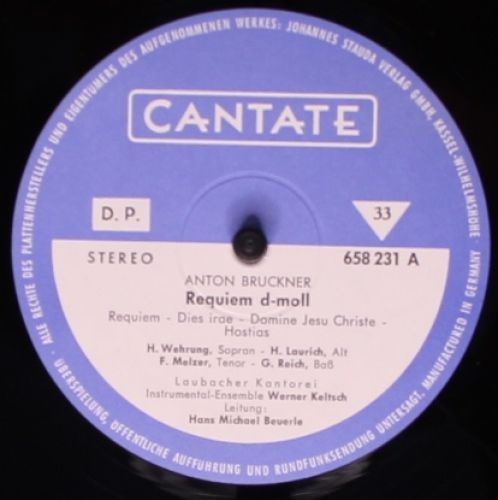 ALLE RECHTE DES PLATTENHERSTELLERS UND EIGENTÜMERS DES AUFGENOMMENEN WERKES: JOHANNES STAUDA VERLAG GMBH, KASSEL-WILHELMSHÖHE
CANTATE
D. P.
33
STEREO
658 231 A
ANTON BRUCKNER
Requiem d-moll
Requiem - Dies irae - Domine Jesu Christe -
Hostias
H. Wehrung, Sopran - H. Laurich, Alt
F. Melzer, Tenor - G. Reich, Baß
Laubacher Kantorei
Instrumental-Ensemble Werner Keltsch
Leitung:
Hans Michael Beuerle
· ÜBERSPIELUNG, ÖFFENTLICHE AUFFÜHRUNG UND RUNDFUNKSENDUNG UNTERSAGT. MANUFACTURED IN GERMANY ·